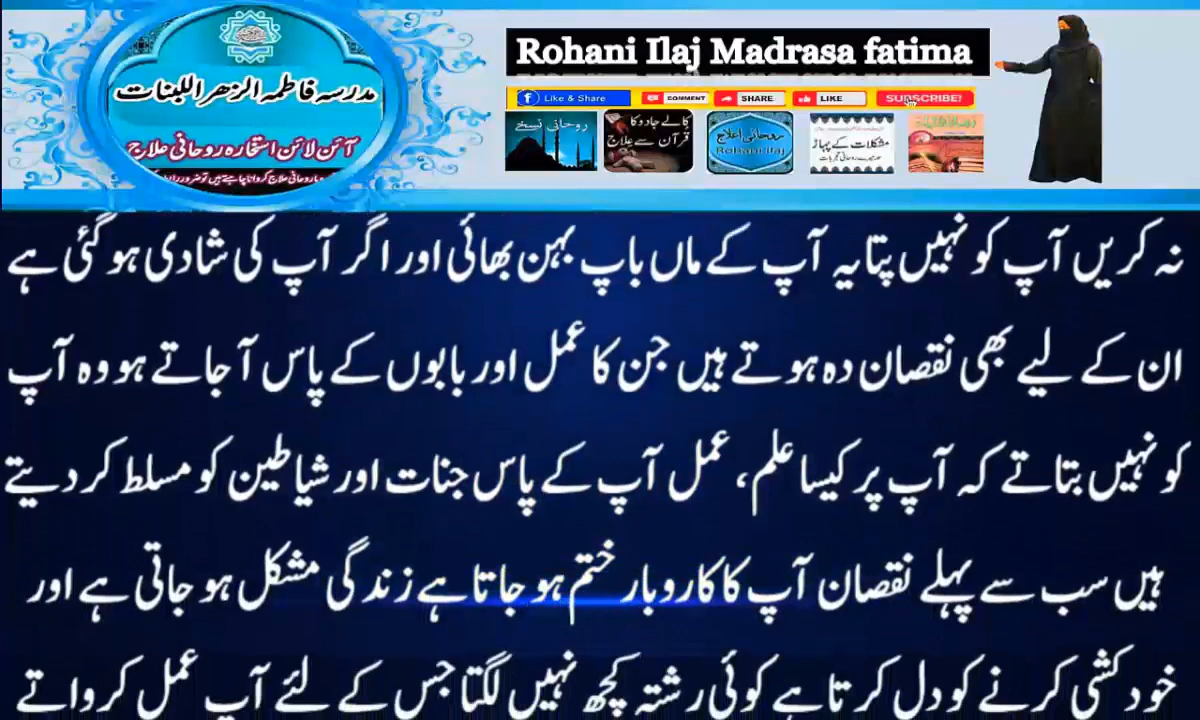 مدرسہ فاطمہ الزہرا للبنات
آئن لائن استخارہ روحانی علاج
Rohani Ilaj Madrasa fatima
Like & Share
COMMENT
SHARE
LIKE
SUBSCRIBE!
روحانی نسخے
کالے جادو کا
قرآن سے علاج
روحانی علاج
Rohani ilaj
مشکلات کے پہاڑ
نہ کریں آپ کو نہیں پتا یہ آپ کے ماں باپ بہن بھائی اور اگر آپ کی شادی ہو گئی ہے
ان کے لیے بھی نقصان دہ ہوتے ہیں جن کا عمل اور بابوں کے پاس آ جاتے ہو وہ آپ
کو نہیں بتاتے کہ آپ پر کیسا علم، عمل آپ کے پاس جنات اور شیاطین کو مسلط کر دیتے
ہیں سب سے پہلے نقصان آپ کا کاروبار ختم ہو جاتا ہے زندگی مشکل ہو جاتی ہے اور
خودکشی کرنے کو دل کرتا ہے کوئی رشتہ کچھ نہیں لگتا جس کے لئے آپ عمل کرواتے